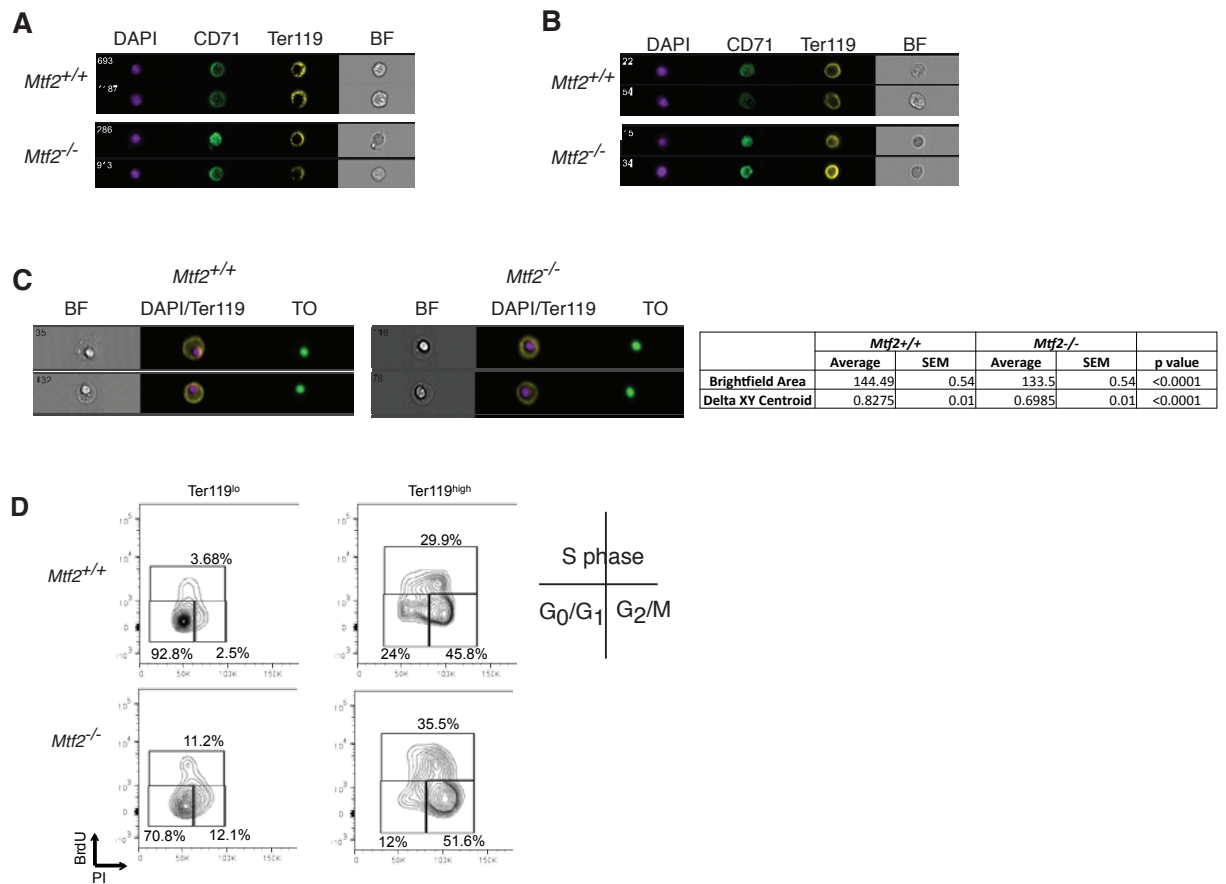 A
DAPI CD71 Ter119 BF
Mtf2+/+
693
Mtf2-/-
286
B
DAPI CD71 Ter119 BF
Mtf2+/+
22
54
Mtf2-/-
34
C
Mtf2+/+
BF DAPI/Ter119 TO
35
132
Mtf2-/-
BF DAPI/Ter119 TO
78
Mtf2+/+ Mtf2-/-
Average SEM Average SEM p value
Brightfield Area 144.49 0.54 133.5 0.54 <0.0001
Delta XY Centroid 0.8275 0.01 0.6985 0.01 <0.0001
D
Ter119lo Ter119high
Mtf2+/+
3.68%
92.8% 2.5%
29.9%
24% 45.8%
S phase
G0/G1 G2/M
Mtf2-/-
11.2%
70.8% 12.1%
35.5%
12% 51.6%
BrdU
PI